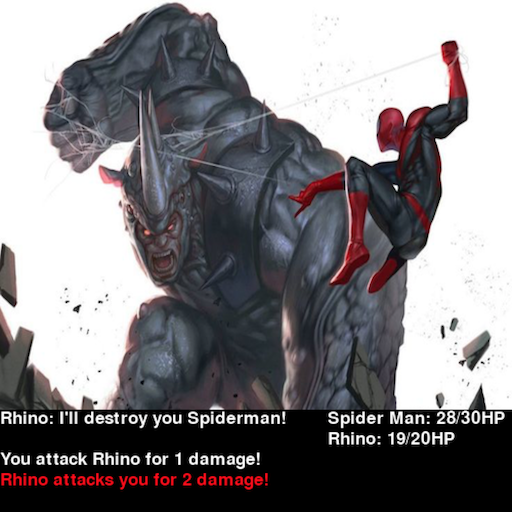 Rhino: I'll destroy you Spiderman!
Spider Man: 28/30HP
Rhino: 19/20HP
You attack Rhino for 1 damage!
Rhino attacks you for 2 damage!